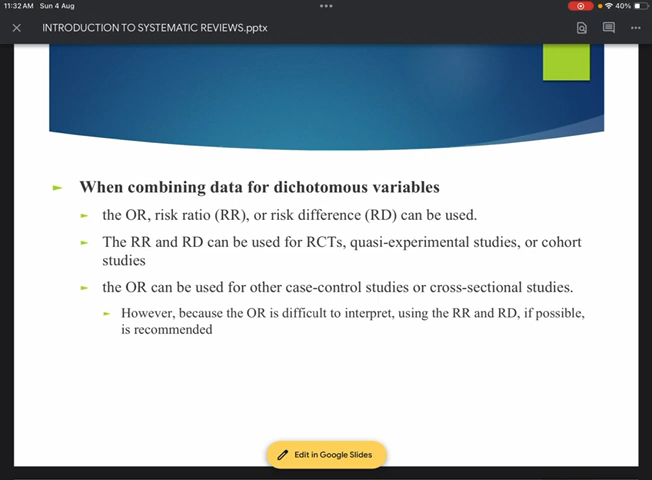 11:32 AM Sun 4 Aug
40%
INTRODUCTION TO SYSTEMATIC REVIEWS.pptx
When combining data for dichotomous variables
the OR, risk ratio (RR), or risk difference (RD) can be used.
The RR and RD can be used for RCTs, quasi-experimental studies, or cohort
studies
the OR can be used for other case-control studies or cross-sectional studies.
However, because the OR is difficult to interpret, using the RR and RD, if possible,
is recommended
Edit in Google Slides